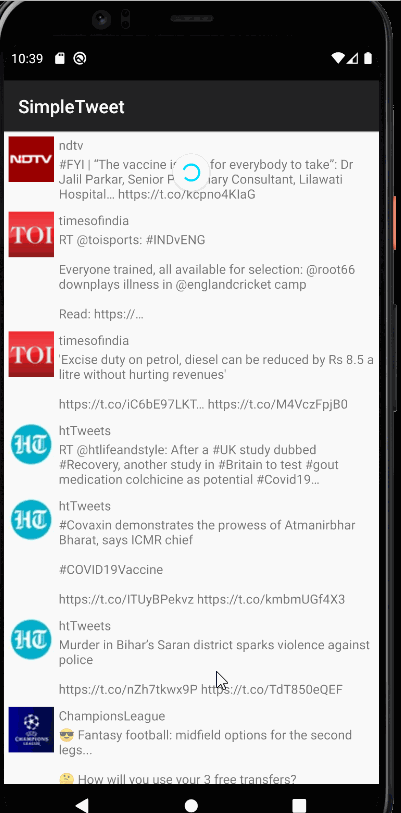 10:39
SimpleTweet
NDTV
ndtv
#FYI | “The vaccine is for everybody to take”: Dr
Jalil Parkar, Senior P ary Consultant, Lilawati
Hospital… https://t.co/kcpno4KlaG
TOI
timesofindia
RT @toisports: #INDvENG
Everyone trained, all available for selection: @root66
downplays illness in @englandcricket camp
Read: https://…
TOI
timesofindia
'Excise duty on petrol, diesel can be reduced by Rs 8.5 a
litre without hurting revenues'
https://t.co/iC6bE97LKT… https://t.co/M4VczFpjB0
HT
htTweets
RT @htlifeandstyle: After a #UK study dubbed
#Recovery, another study in #Britain to test #gout
medication colchicine as potential #Covid19…
HT
htTweets
#Covaxin demonstrates the prowess of Atmanirbhar
Bharat, says ICMR chief
#COVID19Vaccine
https://t.co/ITUyBPekvz https://t.co/kmbmUGf4X3
HT
htTweets
Murder in Bihar’s Saran district sparks violence against
police
https://t.co/nZh7tkwx9P https://t.co/TdT850eQEF
CHAMPIONS
LEAGUE
ChampionsLeague
😎 Fantasy football: midfield options for the second
legs...
🤔 How will you use your 3 free transfers?